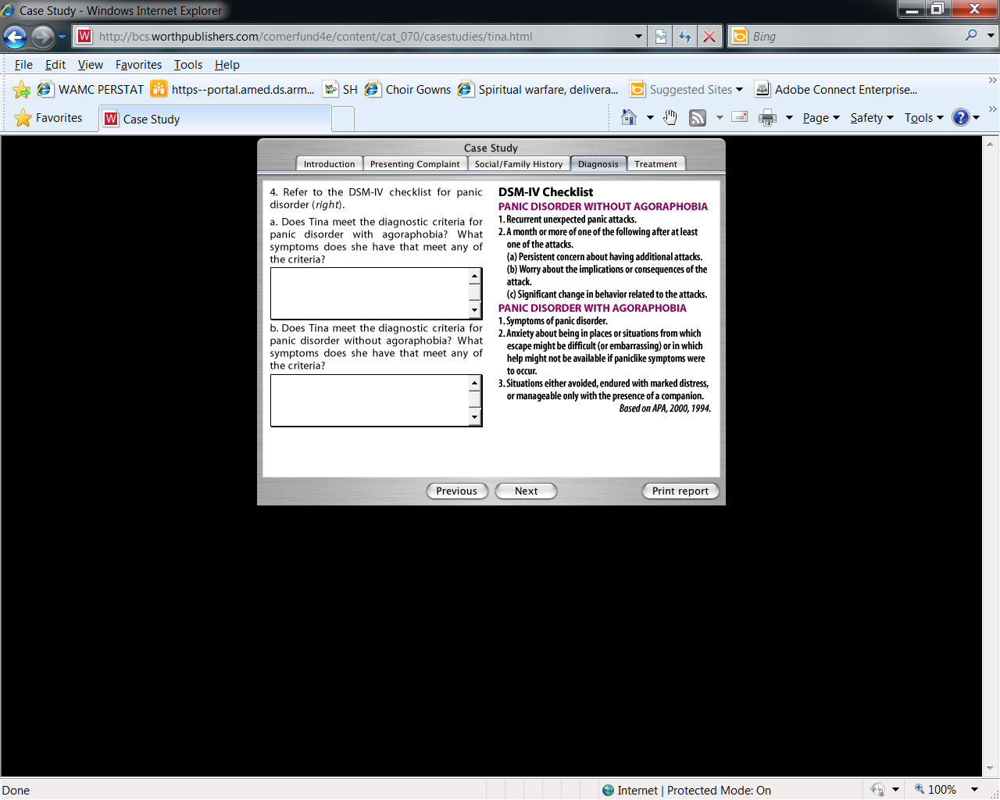 Case Study - Windows Internet Explorer
http://bcs.worthpublishers.com/comerfund4e/content/cat_070/casestudies/tina.html
Bing
File Edit View Favorites Tools Help
WAMC PERSTAT https--portal.amed.ds.arm... SH Choir Gowns Spiritual warfare, delivera... Suggested Sites Adobe Connect Enterprise...
Favorites Case Study Page Safety Tools
Case Study
Introduction Presenting Complaint Social/Family History Diagnosis Treatment
4. Refer to the DSM-IV checklist for panic
disorder (right).
a. Does Tina meet the diagnostic criteria for
panic disorder with agoraphobia? What
symptoms does she have that meet any of
the criteria?
b. Does Tina meet the diagnostic criteria for
panic disorder without agoraphobia? What
symptoms does she have that meet any of
the criteria?
DSM-IV Checklist
PANIC DISORDER WITHOUT AGORAPHOBIA
1. Recurrent unexpected panic attacks.
2. A month or more of one of the following after at least
one of the attacks.
(a) Persistent concern about having additional attacks.
(b) Worry about the implications or consequences of the
attack.
(c) Significant change in behavior related to the attacks.
PANIC DISORDER WITH AGORAPHOBIA
1. Symptoms of panic disorder.
2. Anxiety about being in places or situations from which
escape might be difficult (or embarrassing) or in which
help might not be available if paniclike symptoms were
to occur.
3. Situations either avoided, endured with marked distress,
or manageable only with the presence of a companion.
Based on APA, 2000, 1994.
Previous Next Print report
Done Internet | Protected Mode: On 100%